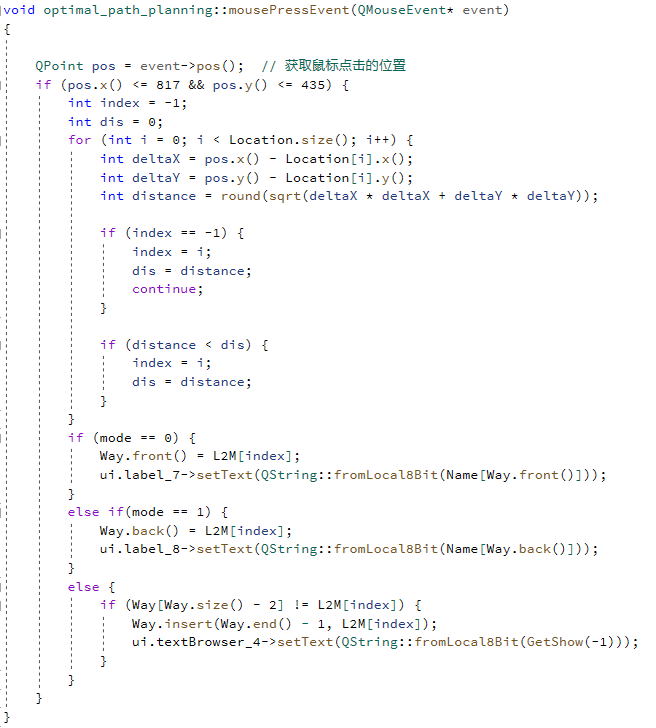 void optimal_path_planning::mousePressEvent(QMouseEvent* event)
{
QPoint pos = event->pos();  // 获取鼠标点击的位置
if (pos.x() <= 817 && pos.y() <= 435) {
int index = -1;
int dis = 0;
for (int i = 0; i < Location.size(); i++) {
int deltaX = pos.x() - Location[i].x();
int deltaY = pos.y() - Location[i].y();
int distance = round(sqrt(deltaX * deltaX + deltaY * deltaY));
if (index == -1) {
index = i;
dis = distance;
continue;
}
if (distance < dis) {
index = i;
dis = distance;
}
}
if (mode == 0) {
Way.front() = L2M[index];
ui.label_7->setText(QString::fromLocal8Bit(Name[Way.front()]));
}
else if(mode == 1) {
Way.back() = L2M[index];
ui.label_8->setText(QString::fromLocal8Bit(Name[Way.back()]));
}
else {
if (Way[Way.size() - 2] != L2M[index]) {
Way.insert(Way.end() - 1, L2M[index]);
ui.textBrowser_4->setText(QString::fromLocal8Bit(GetShow(-1)));
}
}
}
}